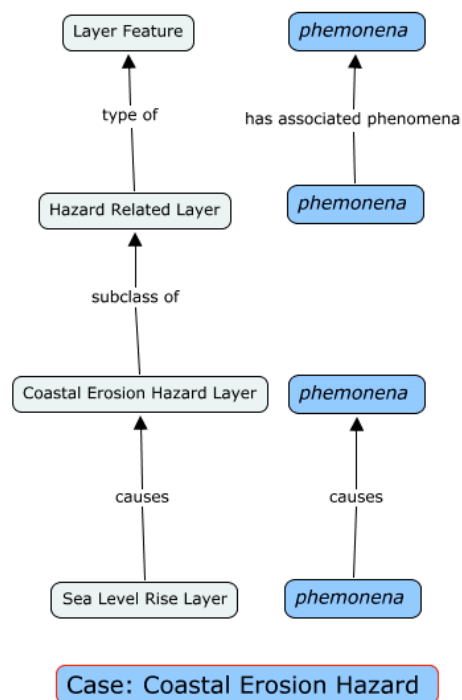 Layer Feature
phemonena
type of
has associated phenomena
Hazard Related Layer
phemonena
subclass of
Coastal Erosion Hazard Layer
phemonena
causes
causes
Sea Level Rise Layer
phemonena
Case: Coastal Erosion Hazard